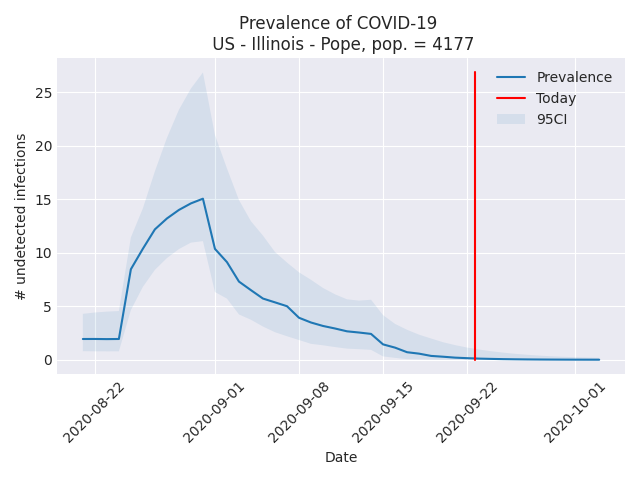 Prevalence of COVID-19
US - Illinois - Pope, pop. = 4177
Prevalence
Today
95CI
# undetected infections
25
20
15
10
5
0
2020-08-22
2020-09-01
2020-09-08
2020-09-15
2020-09-22
2020-10-01
Date